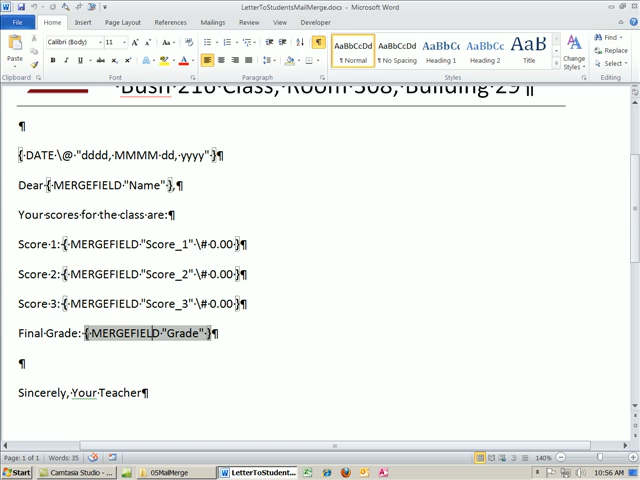 LetterToStudentsMailMerge.docx - Microsoft Word
File Home Insert Page Layout References Mailings Review View Developer
Calibri (Body) 11
Paste
AaBbCcDd AaBbCcDd AaBbC AaBbCc AaB
¶ Normal ¶ No Spacing Heading 1 Heading 2 Title
Change Styles
Find
Replace
Select
Clipboard Font Paragraph Styles Editing
Bush 216 Class, Room 308, Building 29¶
¶
{ DATE \@ "dddd, MMMM dd, yyyy" }¶
Dear { MERGEFIELD "Name" },¶
Your scores for the class are:¶
Score 1: { MERGEFIELD "Score_1" \# 0.00 }¶
Score 2: { MERGEFIELD "Score_2" \# 0.00 }¶
Score 3: { MERGEFIELD "Score_3" \# 0.00 }¶
Final Grade: { MERGEFIELD "Grade" }¶
¶
Sincerely, Your Teacher¶
Page: 1 of 1 Words: 35 140%
Start Camtasia Studio - ... 05MailMerge LetterToStudent... 10:56 AM